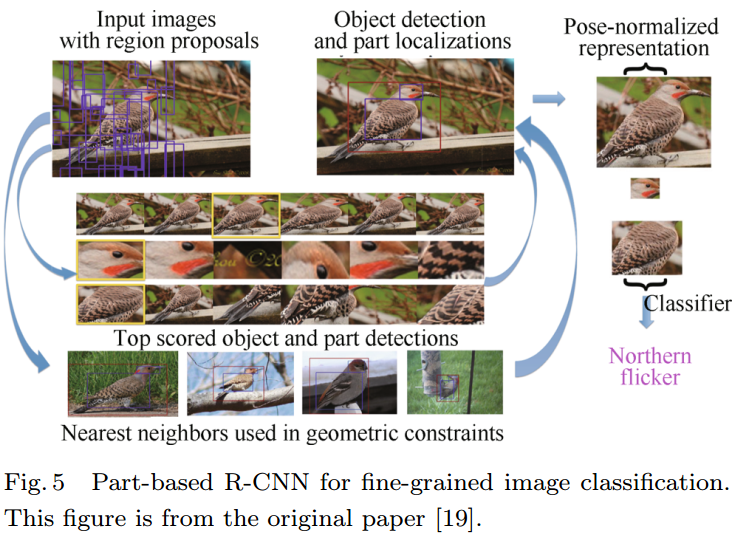 Input images
with region proposals
Object detection
and part localizations
Pose-normalized
representation
Top scored object and part detections
Nearest neighbors used in geometric constraints
Classifier
Northern
flicker
Fig. 5 Part-based R-CNN for fine-grained image classification.
This figure is from the original paper [19].